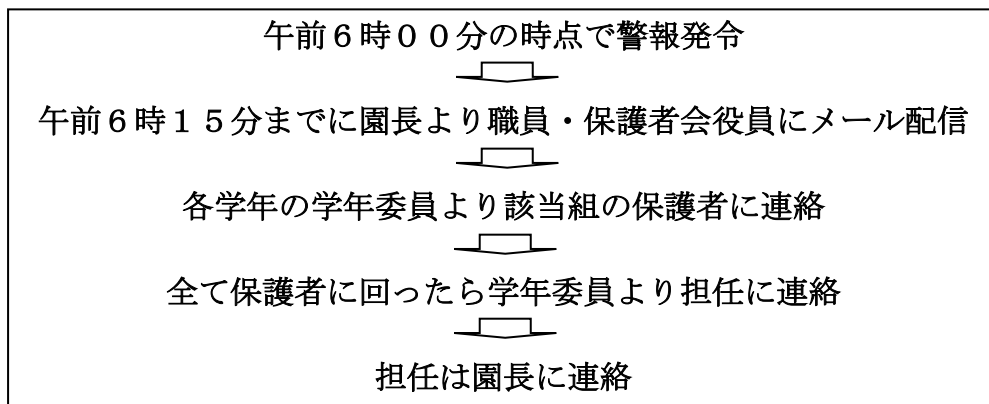 午前６時００分の時点で警報発令
午前６時１５分までに園長より職員・保護者会役員にメール配信
各学年の学年委員より該当組の保護者に連絡
全て保護者に回ったら学年委員より担任に連絡
担任は園長に連絡